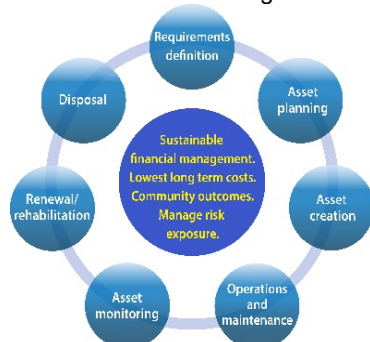 Requirements
definition
Asset
planning
Asset
creation
Operations
and
maintenance
Asset
monitoring
Renewal/
rehabilitation
Disposal
Sustainable
financial management.
Lowest long term costs.
Community outcomes.
Manage risk
exposure.